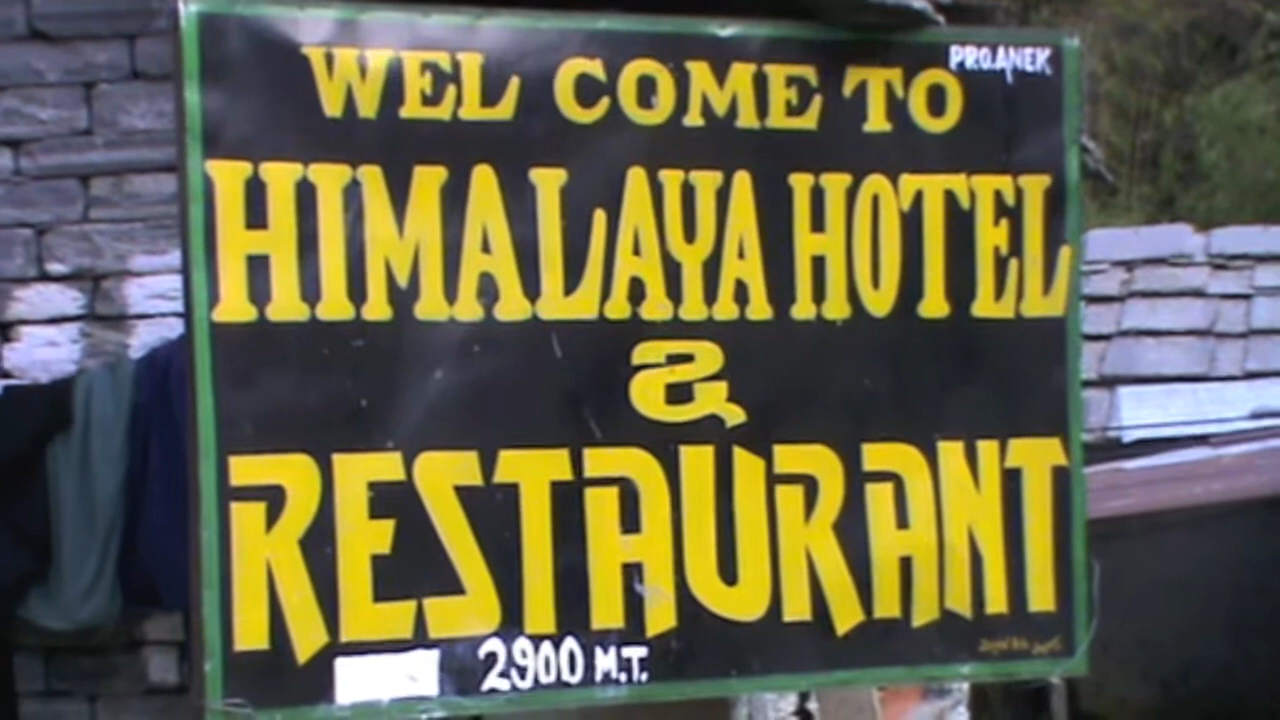 PRO.ANEK
WEL COME TO
HIMALAYA HOTEL
&
RESTAURANT
2900 M.T.